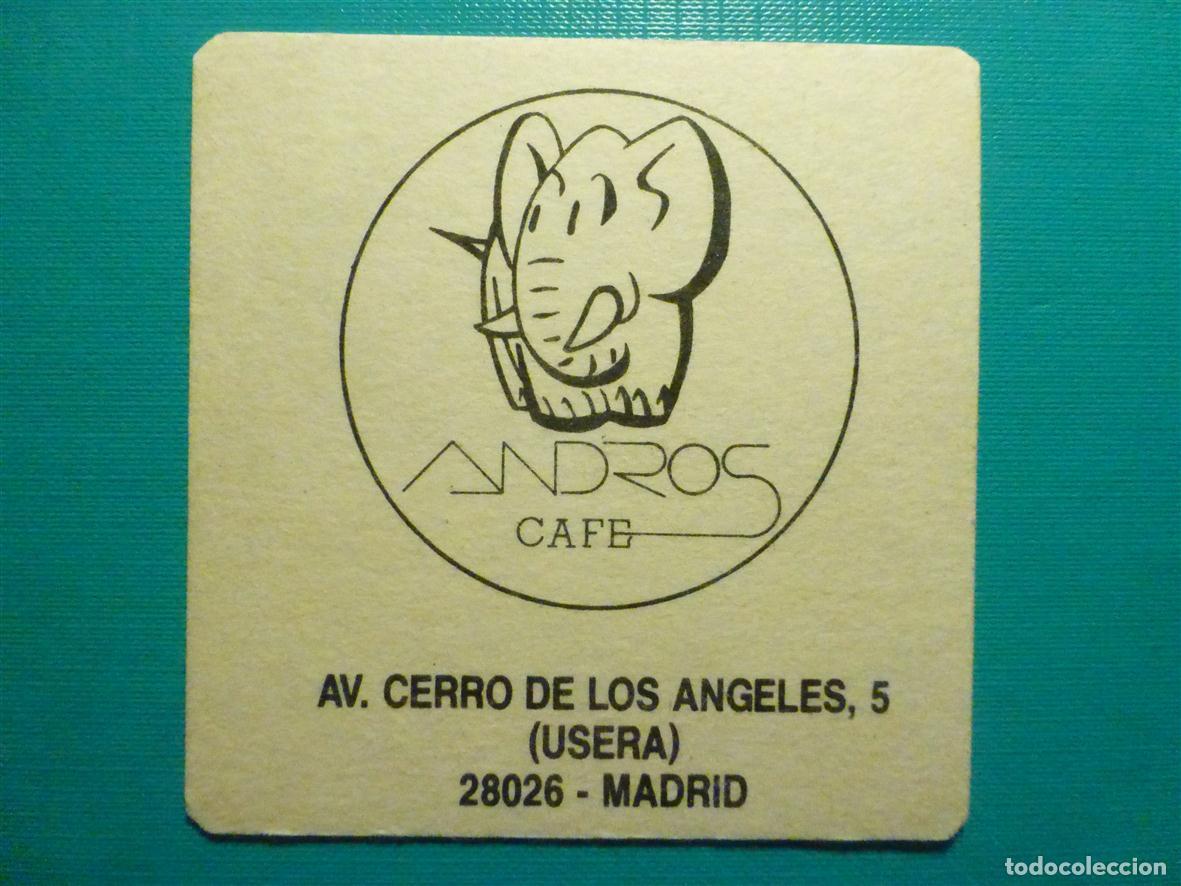 ANDROS
CAFE
AV. CERRO DE LOS ANGELES, 5
(USERA)
28026 - MADRID
todocoleccion